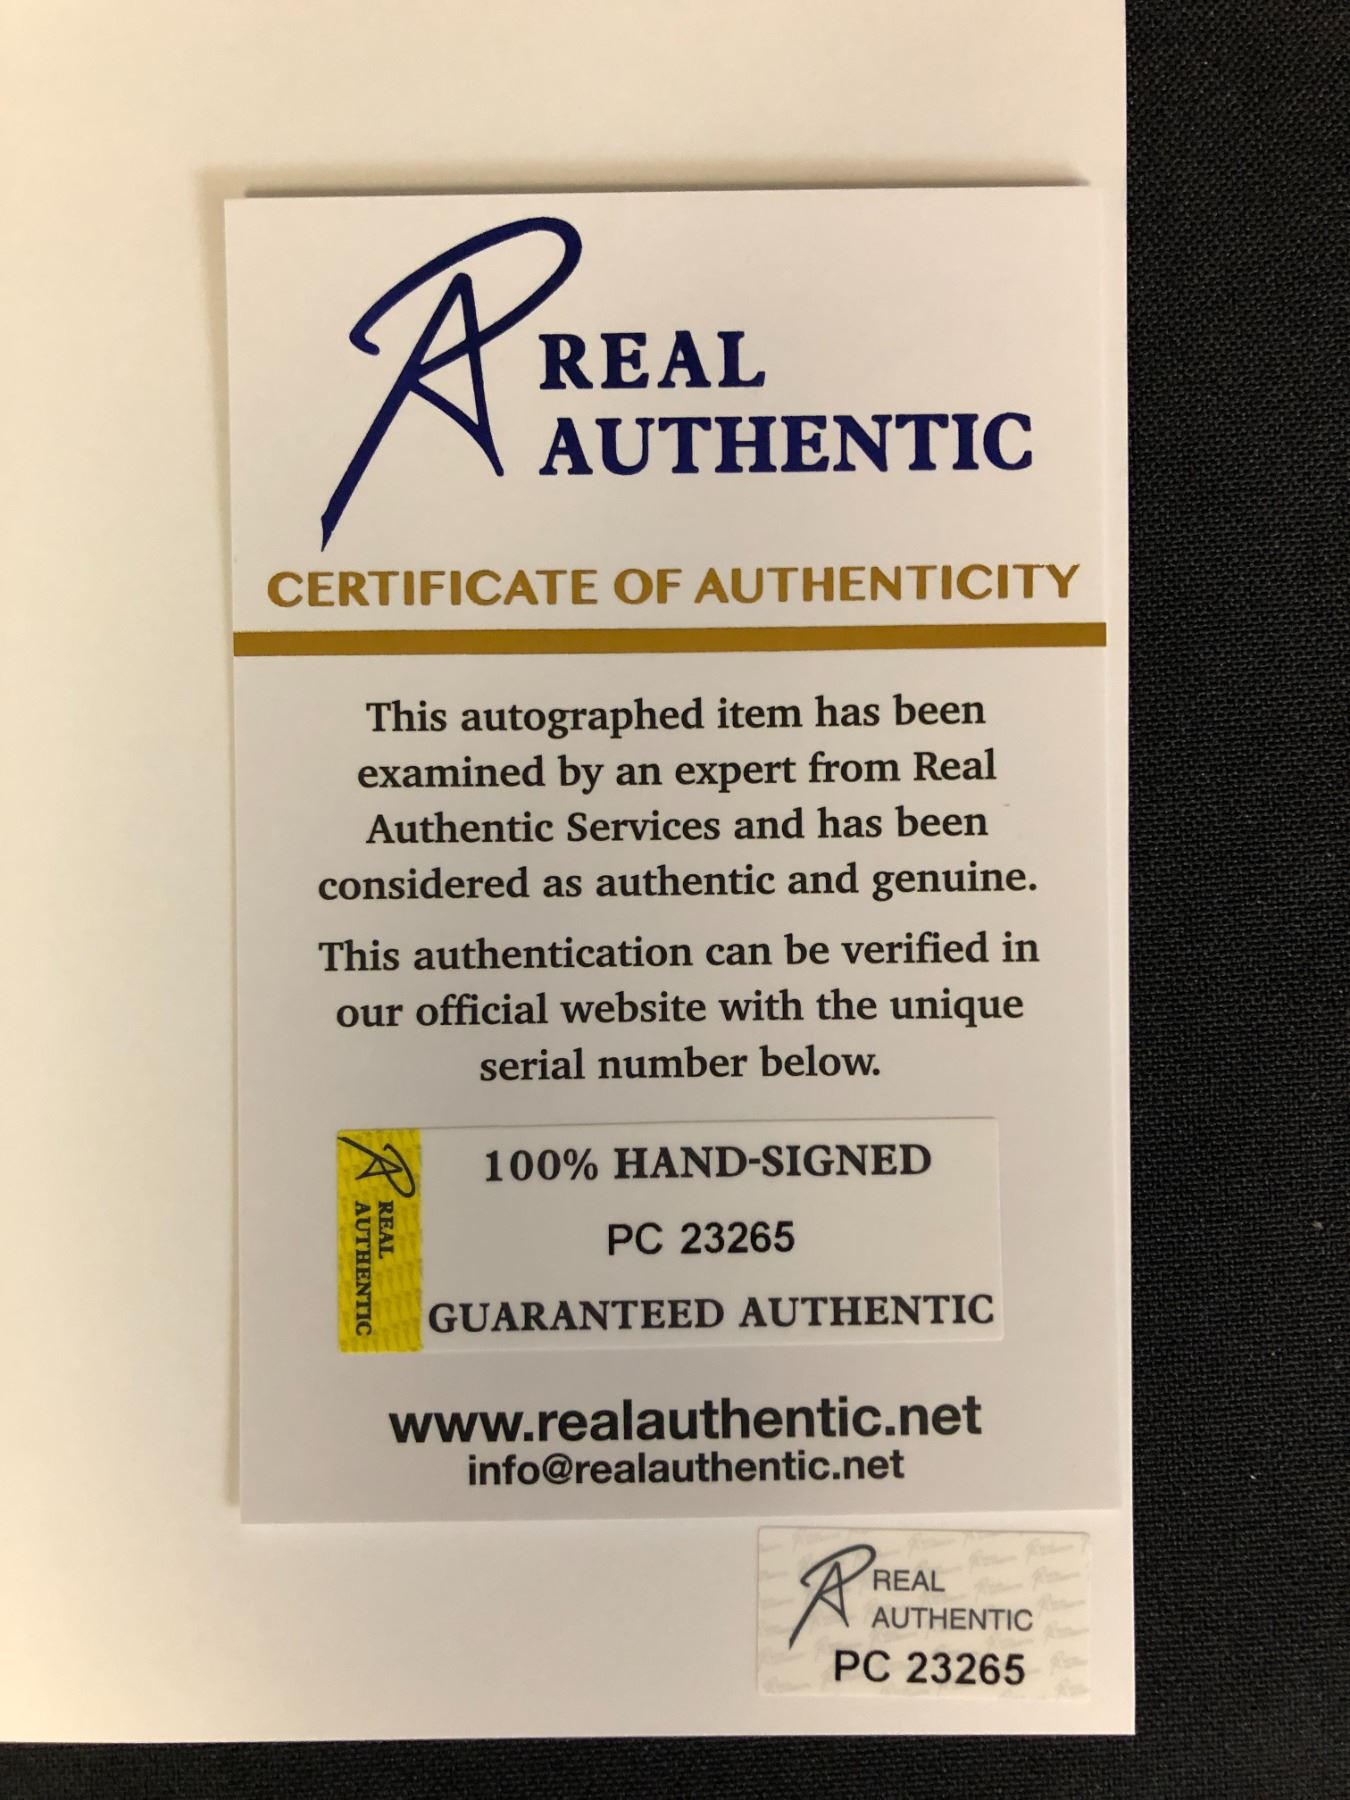 REAL
AUTHENTIC
CERTIFICATE OF AUTHENTICITY
This autographed item has been
examined by an expert from Real
Authentic Services and has been
considered as authentic and genuine.
This authentication can be verified in
our official website with the unique
serial number below.
REAL
AUTHENTIC
100% HAND-SIGNED
PC 23265
GUARANTEED AUTHENTIC
www.realauthentic.net
info@realauthentic.net
REAL
AUTHENTIC
PC 23265